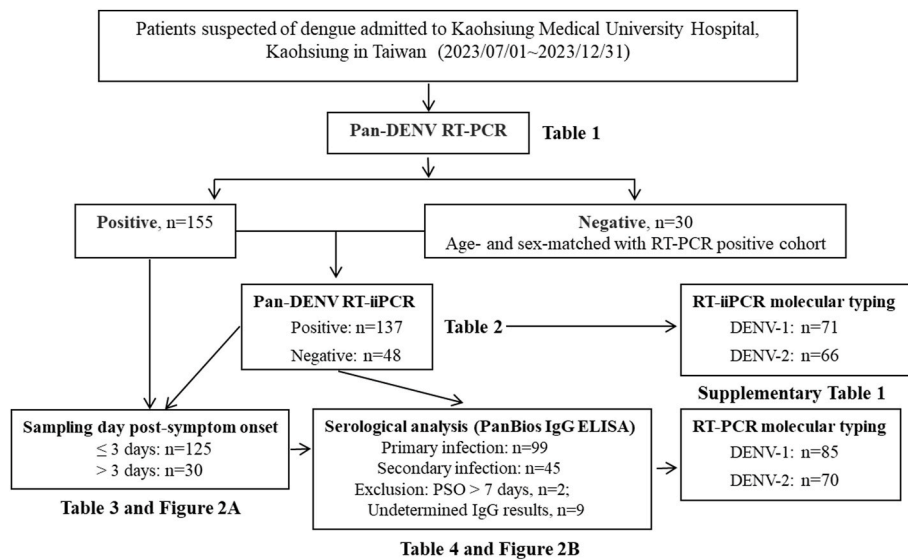 Patients suspected of dengue admitted to Kaohsiung Medical University Hospital,
Kaohsiung in Taiwan (2023/07/01~2023/12/31)
Pan-DENV RT-PCR
Table 1
Positive, n=155
Negative, n=30
Age- and sex-matched with RT-PCR positive cohort
Pan-DENV RT-iiPCR
Positive: n=137
Negative: n=48
Table 2
RT-iiPCR molecular typing
DENV-1: n=71
DENV-2: n=66
Supplementary Table 1
Sampling day post-symptom onset
≤ 3 days: n=125
> 3 days: n=30
Table 3 and Figure 2A
Serological analysis (PanBios IgG ELISA)
Primary infection: n=99
Secondary infection: n=45
Exclusion: PSO > 7 days, n=2;
Undetermined IgG results, n=9
Table 4 and Figure 2B
RT-PCR molecular typing
DENV-1: n=85
DENV-2: n=70